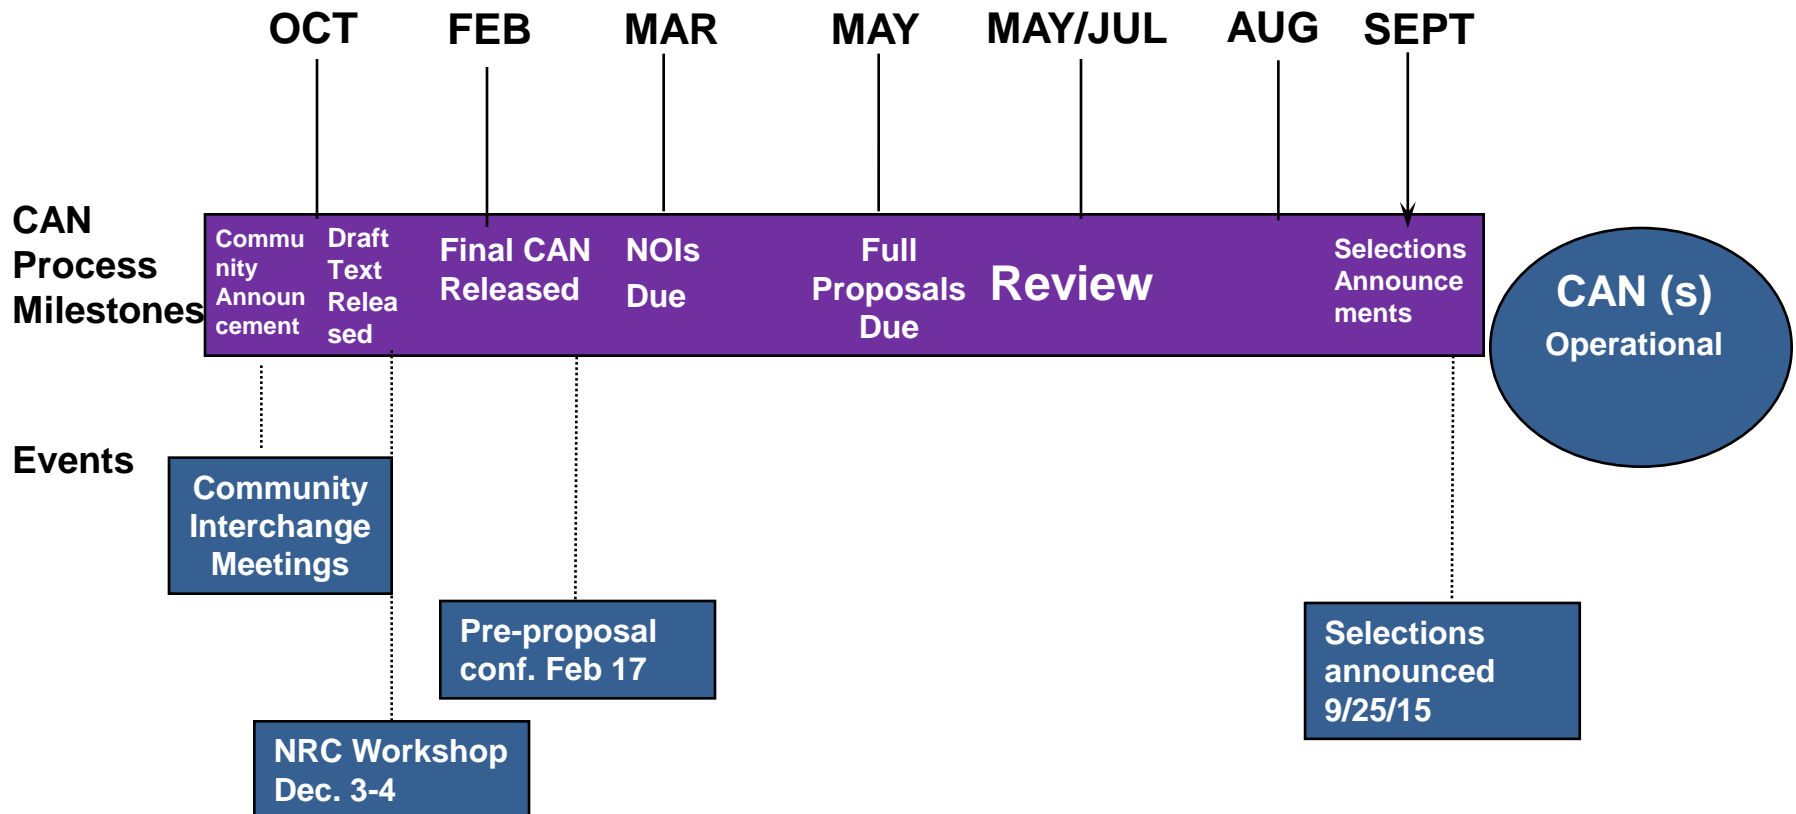 OCT FEB MAR MAY MAY/JUL AUG SEPT
CAN
Process
Milestones
Commu
nity
Announ
cement
Draft
Text
Relea
sed
Final CAN
Released
NOIs
Due
Full
Proposals
Due
Review
Selections
Announce
ments
CAN (s)
Operational
Events
Community
Interchange
Meetings
NRC Workshop
Dec. 3-4
Pre-proposal
conf. Feb 17
Selections
announced
9/25/15